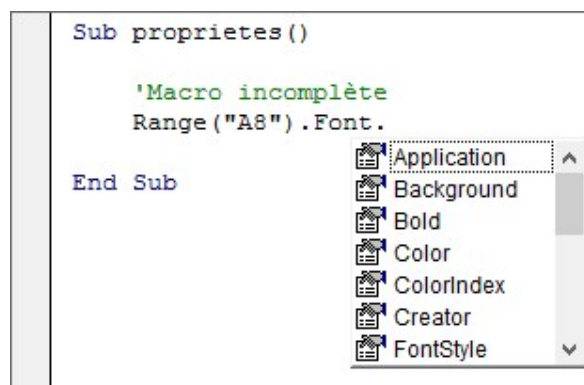 Sub proprietes()
'Macro incomplète
Range("A8").Font.
Application
Background
Bold
Color
ColorIndex
Creator
FontStyle
End Sub